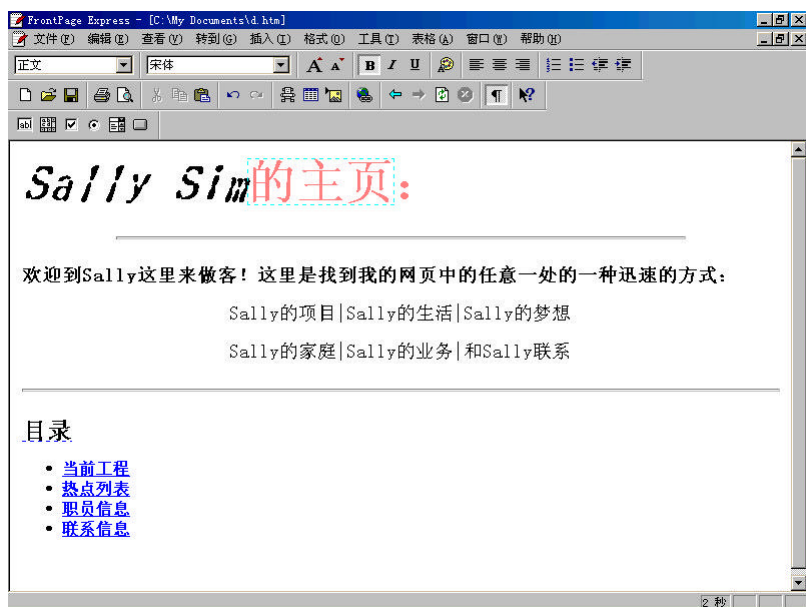 FrontPage Express - [C:\My Documents\d.htm]
文件(F) 编辑(E) 查看(V) 转到(G) 插入(I) 格式(O) 工具(T) 表格(A) 窗口(W) 帮助(H)
正文 宋体 A A B I U
abl
Sally Sim的主页：
欢迎到Sally这里来做客！这里是找到我的网页中的任意一处的一种迅速的方式：
Sally的项目|Sally的生活|Sally的梦想
Sally的家庭|Sally的业务|和Sally联系
目录
• 当前工程
• 热点列表
• 职员信息
• 联系信息
2 秒